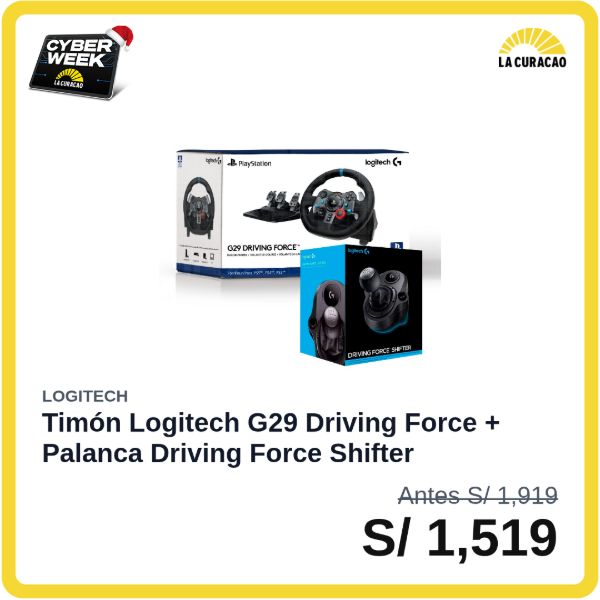 CYBER
WEEK
LA CURACAO
LA CURACAO
PlayStation
logitech G
G29 DRIVING FORCE™
DRIVING FORCE SHIFTER
LOGITECH
Timón Logitech G29 Driving Force +
Palanca Driving Force Shifter
Antes S/ 1,919
S/ 1,519